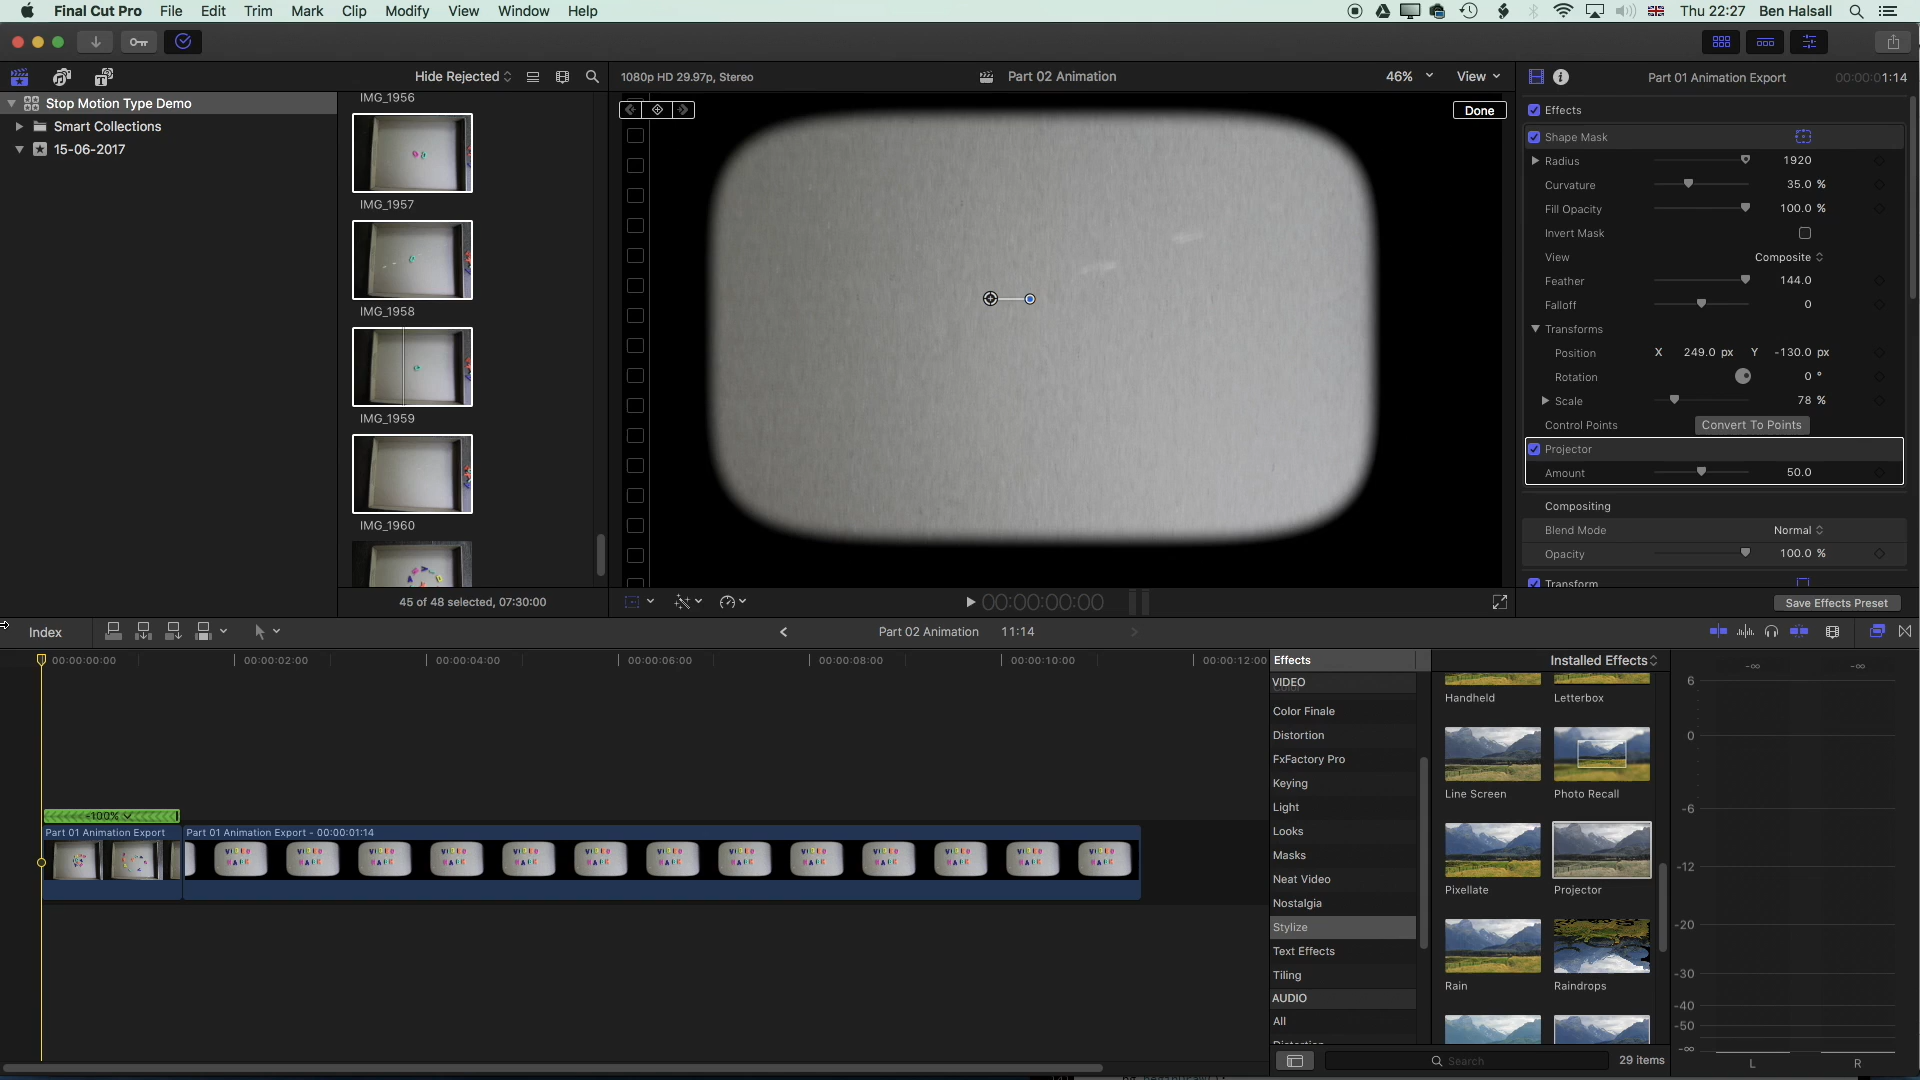 Final Cut Pro File Edit Trim Mark Clip Modify View Window Help Thu 22:27 Ben Halsall
Hide Rejected 1080p HD 29.97p, Stereo Part 02 Animation 46% View Part 01 Animation Export 00:00:01:14
Stop Motion Type Demo
Smart Collections
15-06-2017
IMG_1956
IMG_1957
IMG_1958
IMG_1959
IMG_1960
45 of 48 selected, 07:30:00
Done
00:00:00:00
Effects
Shape Mask
Radius 1920
Curvature 35.0 %
Fill Opacity 100.0 %
Invert Mask
View Composite
Feather 144.0
Falloff 0
Transforms
Position X 249.0 px Y -130.0 px
Rotation 0 °
Scale 78 %
Control Points Convert To Points
Projector
Amount 50.0
Compositing
Blend Mode Normal
Opacity 100.0 %
Transform
Save Effects Preset
Index Part 02 Animation 11:14
00:00:00:00 00:00:02:00 00:00:04:00 00:00:06:00 00:00:08:00 00:00:10:00 00:00:12:00
-100%
Part 01 Animation Export Part 01 Animation Export - 00:00:01:14
VIDEO
MADE
Effects Installed Effects
VIDEO
Color
Color Finale
Distortion
FxFactory Pro
Keying
Light
Looks
Masks
Neat Video
Nostalgia
Stylize
Text Effects
Tiling
AUDIO
All
Distortion
Handheld Letterbox
Line Screen Photo Recall
Pixellate Projector
Rain Raindrops
Search 29 items
-∞ -∞
6
0
-6
-12
-20
-30
-40
-50
-∞
L R